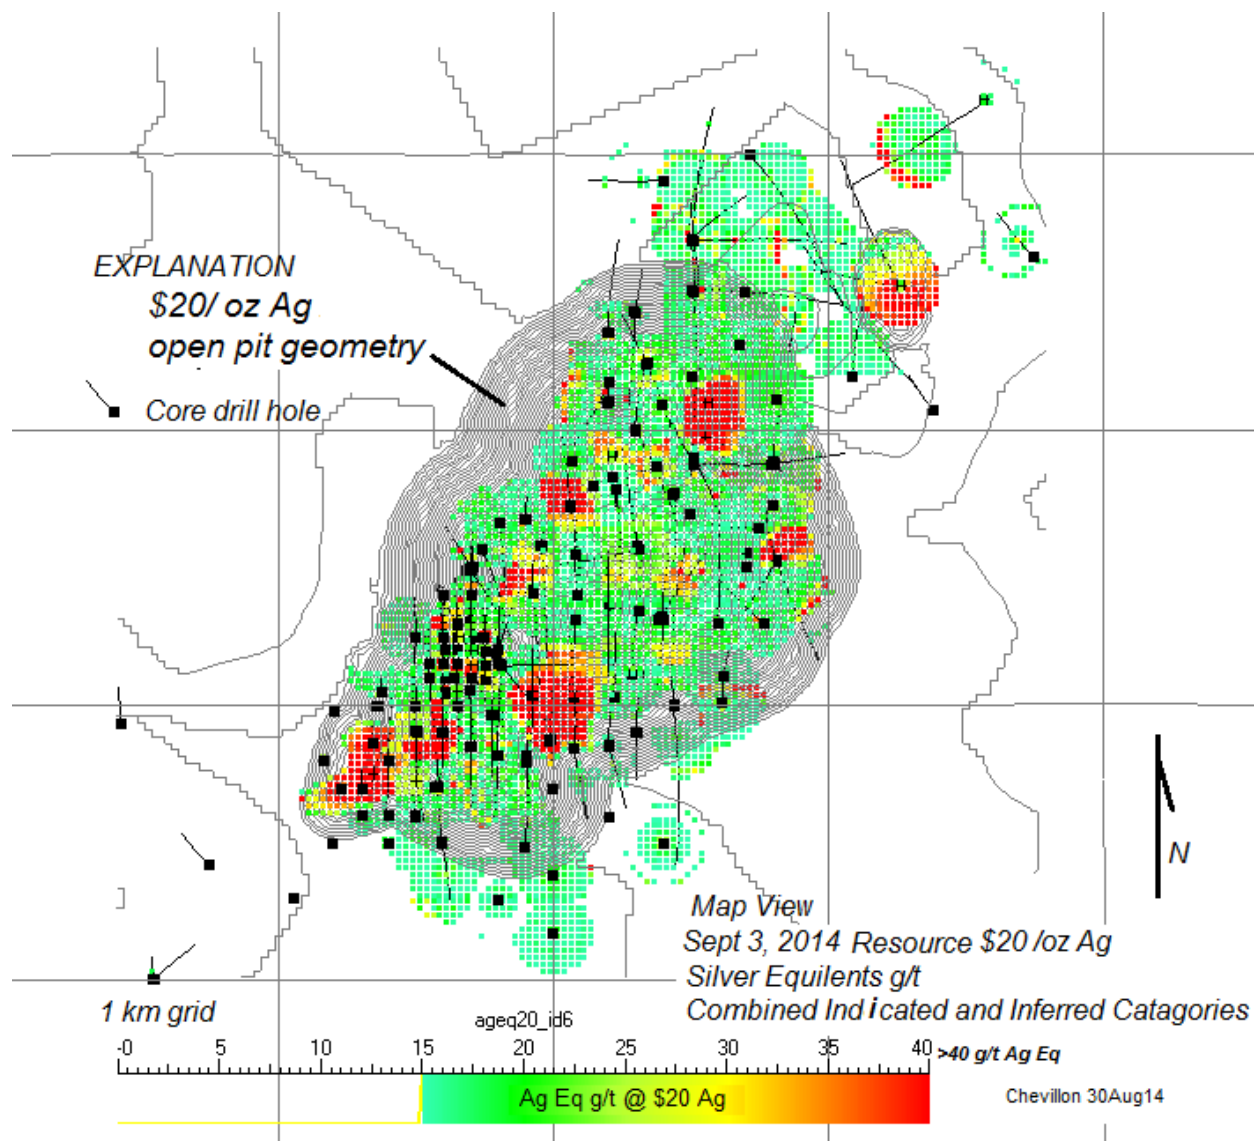 EXPLANATION
$20/ oz Ag
open pit geometry
Core drill hole
N
Map View
Sept 3, 2014 Resource $20 /oz Ag
Silver Equilents g/t
Combined Indicated and Inferred Catagories
1 km grid
ageq20_id6
-0 5 10 15 20 25 30 35 40 >40 g/t Ag Eq
Ag Eq g/t @ $20 Ag
Chevillon 30Aug14